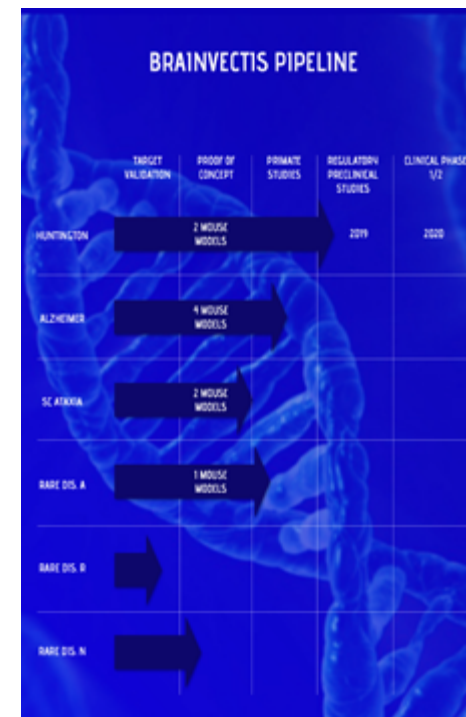 BRAINVECTIS PIPELINE
TARGET
VALIDATION
PROOF OF
CONCEPT
PRIMATE
STUDIES
REGULATORY
PRECLINICAL
STUDIES
CLINICAL PHASE
1/2
HUNTINGTON
2 MOUSE
MODELS
2019
2020
ALZHEIMER
4 MOUSE
MODELS
SC ATAXIA
2 MOUSE
MODELS
RARE DIS. A
1 MOUSE
MODELS
RARE DIS. B
RARE DIS. N